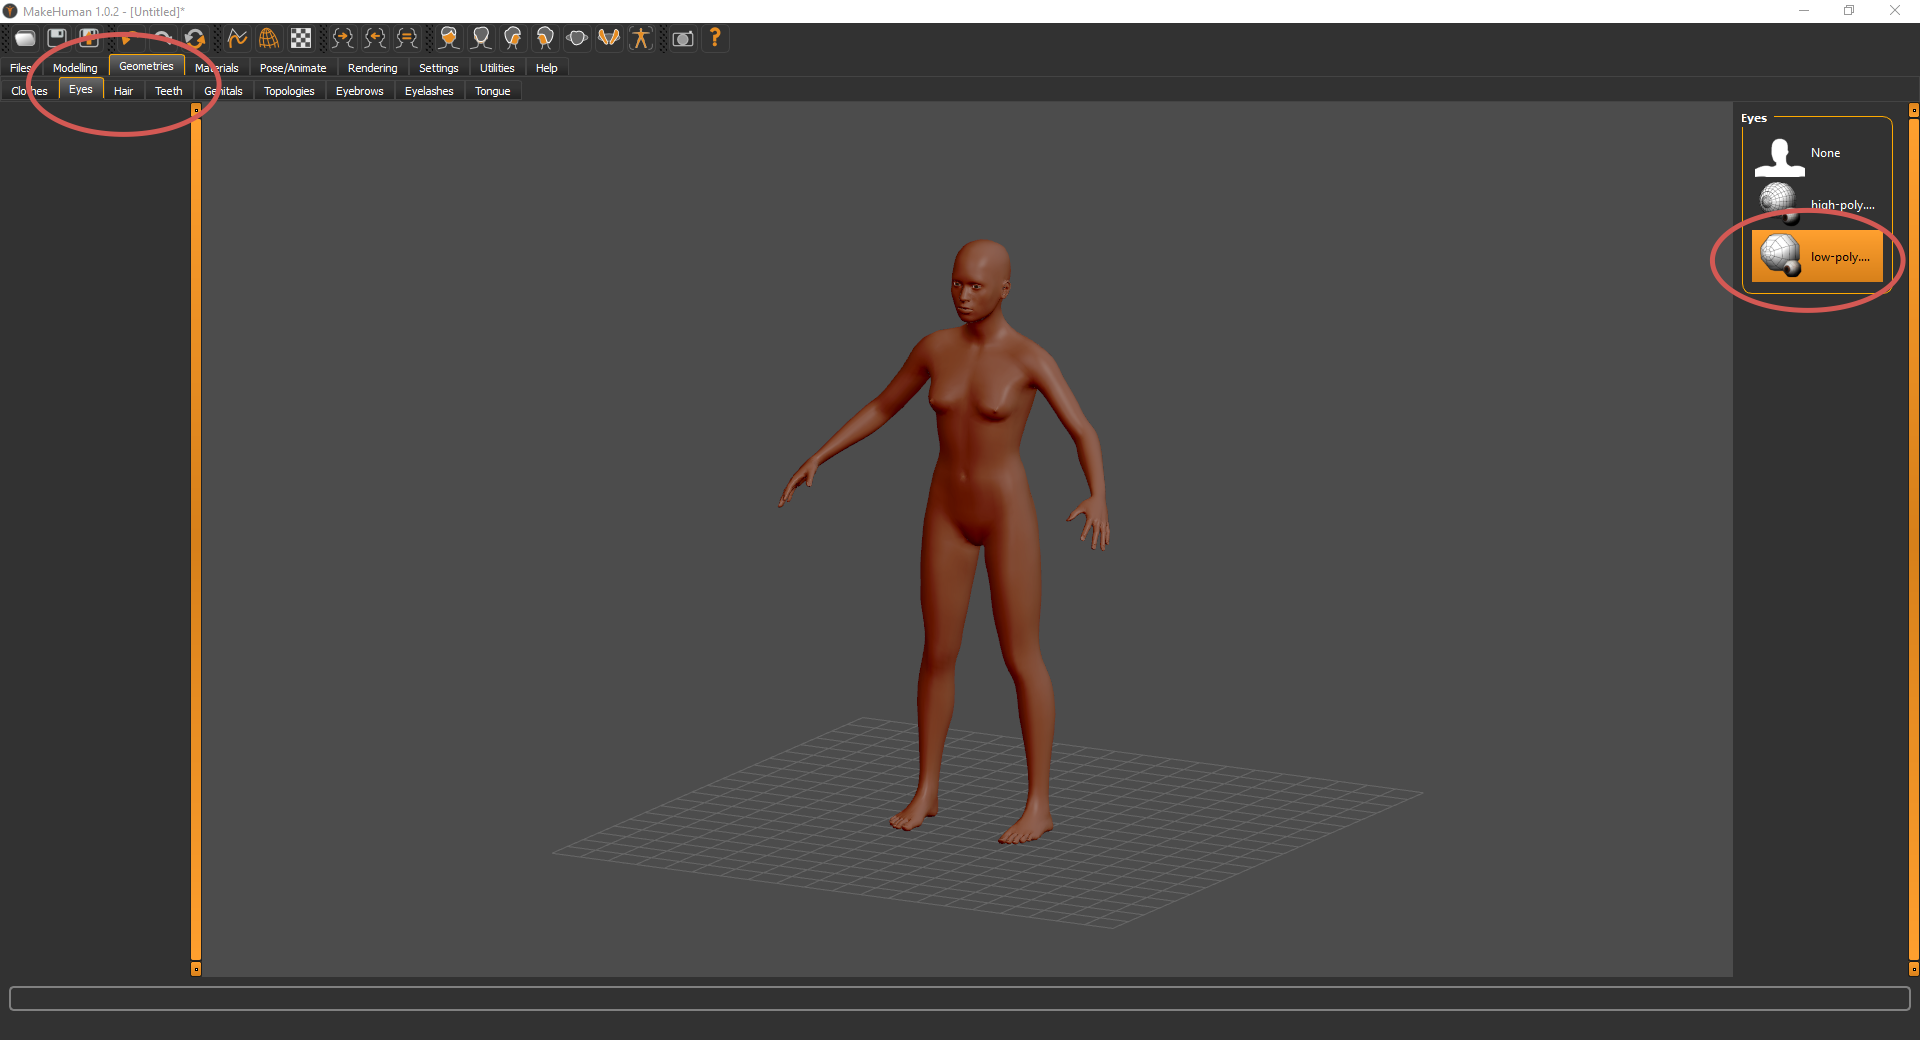 MakeHuman 1.0.2 - [Untitled]*
Files Modelling Geometries Materials Pose/Animate Rendering Settings Utilities Help
Clothes Eyes Hair Teeth Genitals Topologies Eyebrows Eyelashes Tongue
Eyes
None
high-poly....
low-poly....